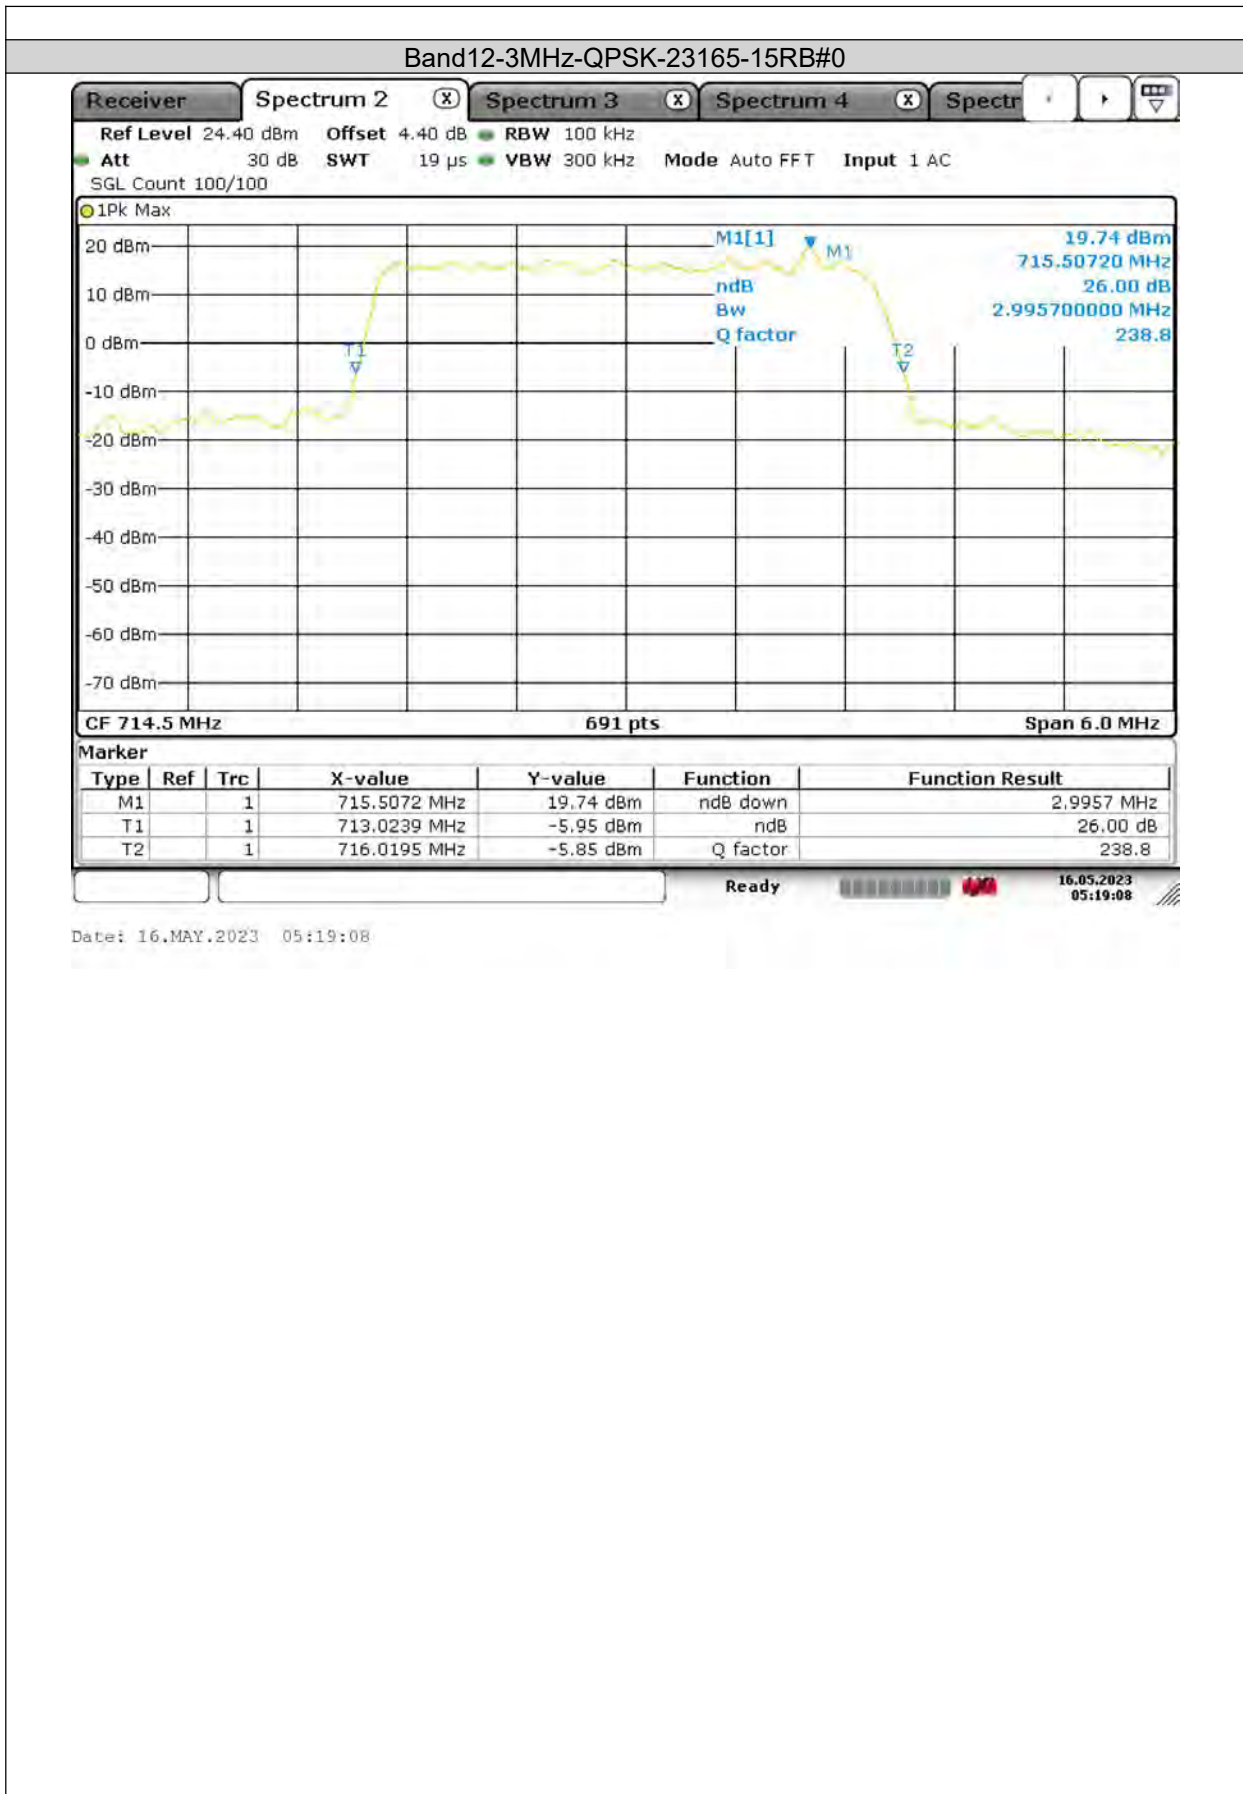 Band12-3MHz-QPSK-23165-15RB#0
Receiver Spectrum 2 X Spectrum 3 X Spectrum 4 X Spectr
Ref Level 24.40 dBm Offset 4.40 dB RBW 100 kHz
Att 30 dB SWT 19 µs VBW 300 kHz Mode Auto FFT Input 1 AC
SGL Count 100/100
1Pk Max
M1[1] 19.74 dBm
715.50720 MHz
ndB 26.00 dB
Bw 2.995700000 MHz
Q factor 238.8
M1
T1
T2
20 dBm
10 dBm
0 dBm
-10 dBm
-20 dBm
-30 dBm
-40 dBm
-50 dBm
-60 dBm
-70 dBm
CF 714.5 MHz 691 pts Span 6.0 MHz
Marker
Type Ref Trc X-value Y-value Function Function Result
M1 1 715.5072 MHz 19.74 dBm ndB down 2.9957 MHz
T1 1 713.0239 MHz -5.95 dBm ndB 26.00 dB
T2 1 716.0195 MHz -5.85 dBm Q factor 238.8
Ready 16.05.2023
05:19:08
Date: 16.MAY.2023 05:19:08